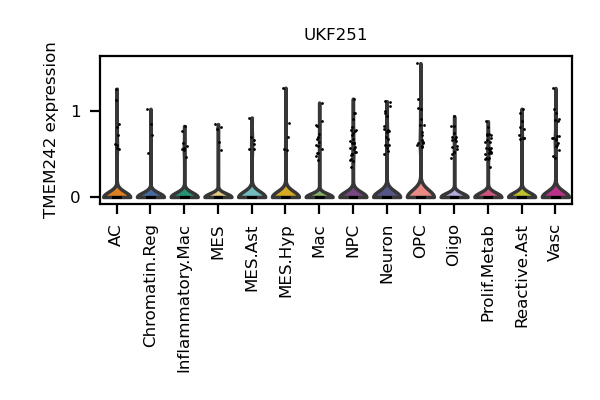 UKF251
TMEM242 expression
1
0
AC
Chromatin.Reg
Inflammatory.Mac
MES
MES.Ast
MES.Hyp
Mac
NPC
Neuron
OPC
Oligo
Prolif.Metab
Reactive.Ast
Vasc